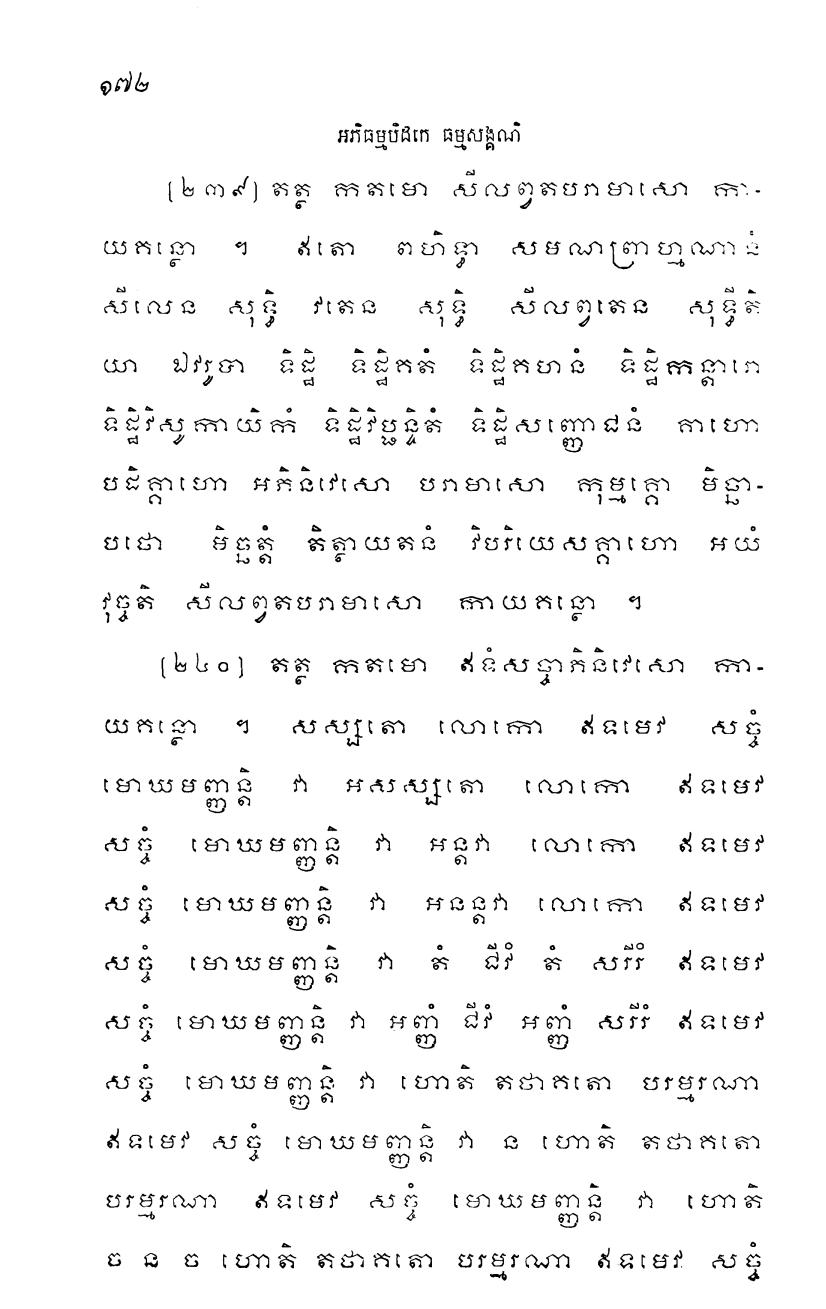 ១៧២
អភិធម្មបិដកេ ធម្មសង្គណិ
[២៣៩] តត្ថ កតមោ សីលព្វតបរាមាសោ កា-
យគន្ថោ ។ ឥតោ ពហិទ្ធា សមណព្រាហ្មណានំ
សីលេន សុទ្ធិ វតេន សុទ្ធិ សីលព្វតេន សុទ្ធីតិ
យា ឯវរូបា ទិដ្ឋិ ទិដ្ឋិគតំ ទិដ្ឋិគហនំ ទិដ្ឋិកន្តារោ
ទិដ្ឋិវិសូកាយិកំ ទិដ្ឋិវិប្ផន្ទិតំ ទិដ្ឋិសញ្ញោជនំ គាហោ
បដិគ្គាហោ អភិនិវេសោ បរាមាសោ កុម្មគ្គោ មិច្ឆា-
បថោ មិច្ឆត្តំ តិត្ថាយតនំ វិបរិយេសគ្គាហោ អយំ
វុច្ចតិ សីលព្វតបរាមាសោ កាយគន្ថោ ។
[២៤០] តត្ថ កតមោ ឥទំសច្ចាភិនិវេសោ កា-
យគន្ថោ ។ សស្សតោ លោកោ ឥទមេវ សច្ចំ
មោឃមញ្ញន្តិ វា អសស្សតោ លោកោ ឥទមេវ
សច្ចំ មោឃមញ្ញន្តិ វា អន្តវា លោកោ ឥទមេវ
សច្ចំ មោឃមញ្ញន្តិ វា អនន្តវា លោកោ ឥទមេវ
សច្ចំ មោឃមញ្ញន្តិ វា តំ ជីវំ តំ សរីរំ ឥទមេវ
សច្ចំ មោឃមញ្ញន្តិ វា អញ្ញំ ជីវំ អញ្ញំ សរីរំ ឥទមេវ
សច្ចំ មោឃមញ្ញន្តិ វា ហោតិ តថាគតោ បរម្មរណា
ឥទមេវ សច្ចំ មោឃមញ្ញន្តិ វា ន ហោតិ តថាគតោ
បរម្មរណា ឥទមេវ សច្ចំ មោឃមញ្ញន្តិ វា ហោតិ
ច ន ច ហោតិ តថាគតោ បរម្មរណា ឥទមេវ សច្ចំ